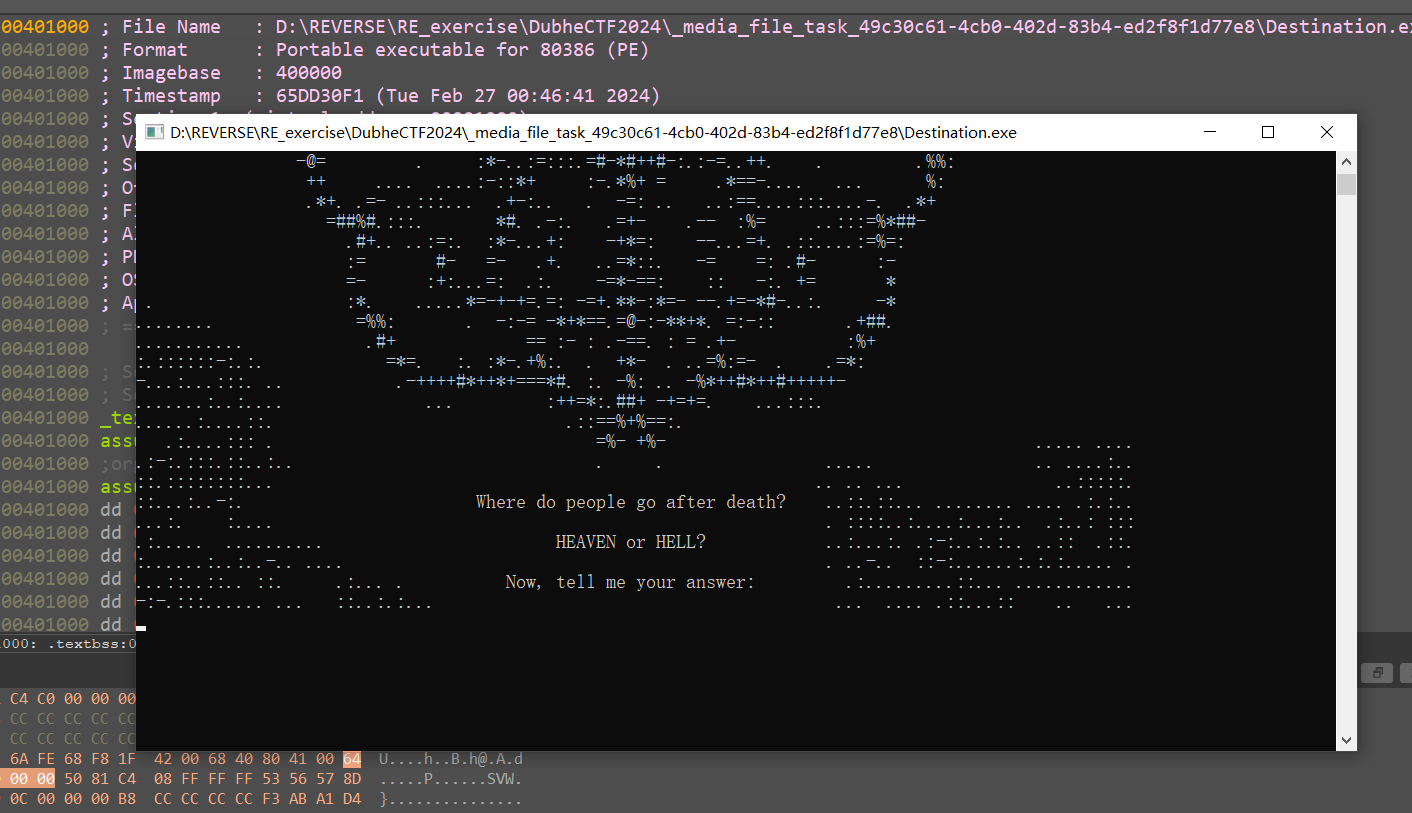 00401000 ; File Name   : D:\REVERSE\RE_exercise\DubheCTF2024\_media_file_task_49c30c61-4cb0-402d-83b4-ed2f8f1d77e8\Destination.ex
00401000 ; Format      : Portable executable for 80386 (PE)
00401000 ; Imagebase   : 400000
00401000 ; Timestamp   : 65DD30F1 (Tue Feb 27 00:46:41 2024)
D:\REVERSE\RE_exercise\DubheCTF2024\_media_file_task_49c30c61-4cb0-402d-83b4-ed2f8f1d77e8\Destination.exe
00401000
00401000
00401000
00401000
00401000
00401000
00401000
00401000
00401000
00401000
00401000
00401000
00401000
00401000 _te
00401000 assu
00401000 ;or
00401000 assu
00401000 dd
00401000 dd
00401000 dd
00401000 dd
00401000 dd
00401000 dd
Where do people go after death?
HEAVEN or HELL?
Now, tell me your answer:
000: .textbss:0
C4 C0 00 00 00
CC CC CC CC CC
CC CC CC CC CC
6A FE 68 F8 1F 42 00 68 40 80 41 00 64 U....h..B.h@.A.d
00 00 50 81 C4 08 FF FF FF 53 56 57 8D .....P......SVW.
0C 00 00 00 B8 CC CC CC CC F3 AB A1 D4 }...............